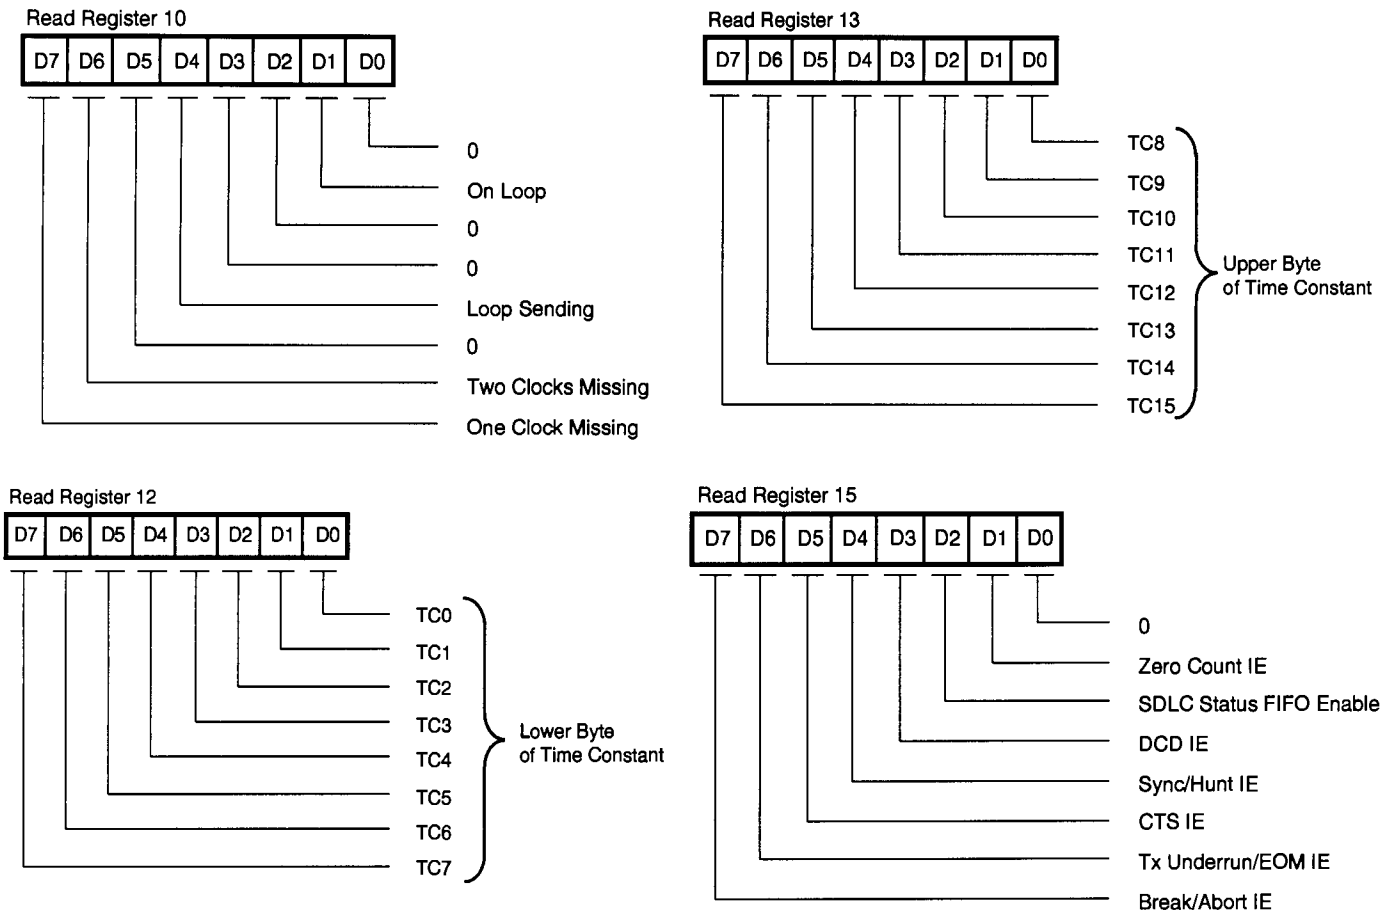 Read Register 10
D7 D6 D5 D4 D3 D2 D1 D0
0
On Loop
0
0
Loop Sending
0
Two Clocks Missing
One Clock Missing
Read Register 13
D7 D6 D5 D4 D3 D2 D1 D0
TC8
TC9
TC10
TC11
TC12
TC13
TC14
TC15
Upper Byte
of Time Constant
Read Register 12
D7 D6 D5 D4 D3 D2 D1 D0
TC0
TC1
TC2
TC3
TC4
TC5
TC6
TC7
Lower Byte
of Time Constant
Read Register 15
D7 D6 D5 D4 D3 D2 D1 D0
0
Zero Count IE
SDLC Status FIFO Enable
DCD IE
Sync/Hunt IE
CTS IE
Tx Underrun/EOM IE
Break/Abort IE